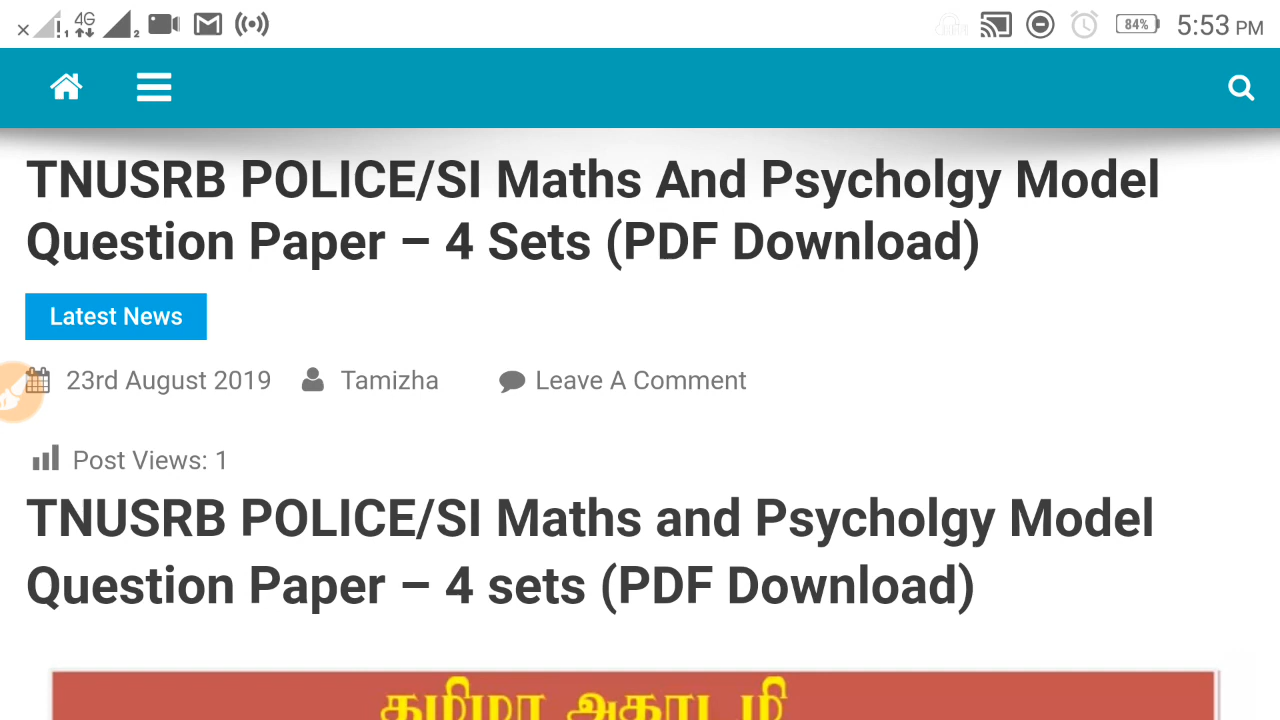 4G
84%
5:53 PM
TNUSRB POLICE/SI Maths And Psycholgy Model
Question Paper – 4 Sets (PDF Download)
Latest News
23rd August 2019 Tamizha Leave A Comment
Post Views: 1
TNUSRB POLICE/SI Maths and Psycholgy Model
Question Paper – 4 sets (PDF Download)